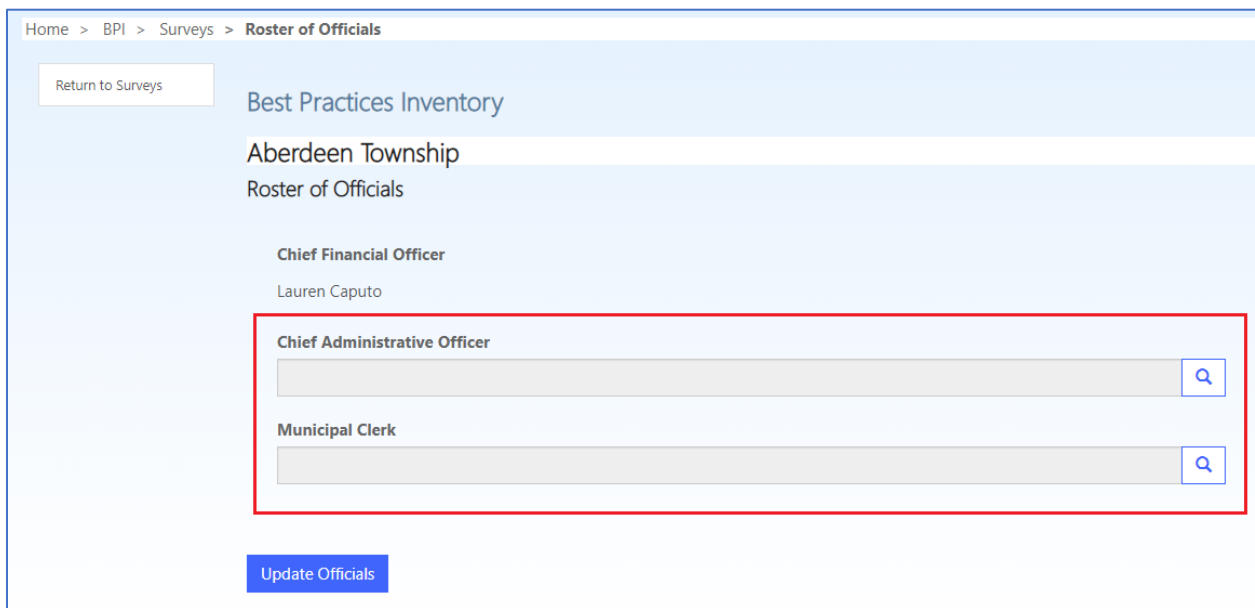 Home > BPI > Surveys > Roster of Officials
Return to Surveys
Best Practices Inventory
Aberdeen Township
Roster of Officials
Chief Financial Officer
Lauren Caputo
Chief Administrative Officer
Municipal Clerk
Update Officials